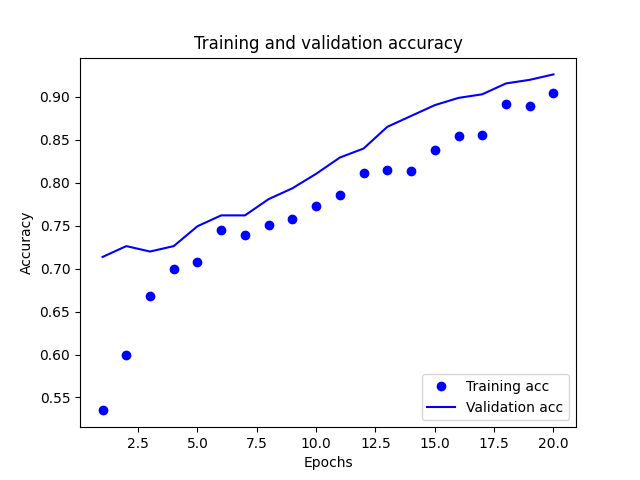 Training and validation accuracy
0.90
0.85
0.80
0.75
0.70
0.65
0.60
0.55
Accuracy
Training acc
Validation acc
2.5 5.0 7.5 10.0 12.5 15.0 17.5 20.0
Epochs